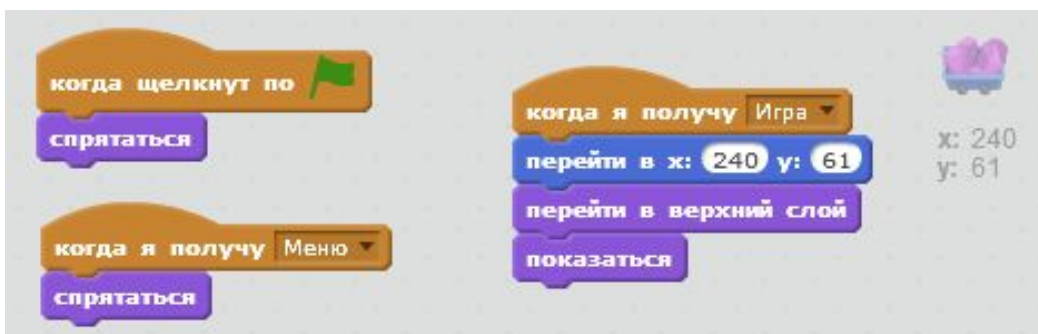 когда щелкнут по
спрятаться
когда я получу Меню
спрятаться
когда я получу Игра
перейти в x: 240 y: 61
перейти в верхний слой
показаться
x: 240
y: 61